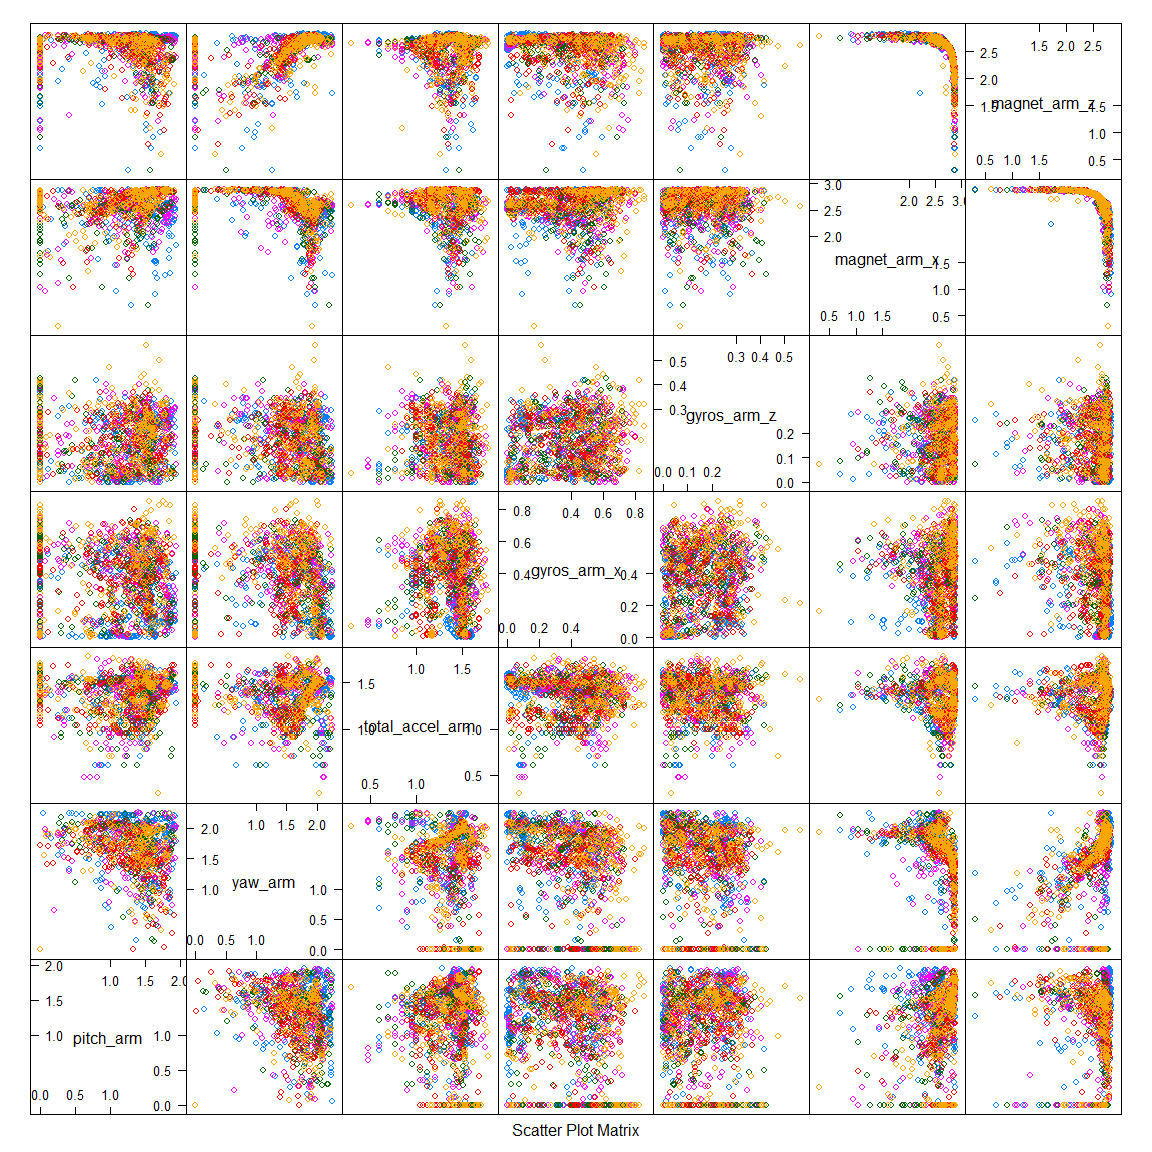 1.5 2.0 2.5
2.5
2.0
1.5 magnet_arm_z 1.5
1.0
0.5 1.0 1.5 0.5
3.0 2.0 2.5 3.0
2.5
2.0
magnet_arm_x 1.5
1.0
0.5 1.0 1.5 0.5
0.3 0.4 0.5
0.5
0.4
0.3
gyros_arm_z
0.2
0.1
0.0 0.1 0.2
0.0
0.8 0.4 0.6 0.8
0.6
0.4 gyros_arm_x 0.4
0.2
0.0 0.2 0.4 0.0
1.0 1.5
1.5
1.0 total_accel_arm 1.0
0.5 1.0 0.5
2.0 1.0 1.5 2.0
1.5
1.0 yaw_arm 1.0
0.5
0.0 0.5 1.0 0.0
2.0 1.0 1.5 2.0
1.5
1.0 pitch_arm 1.0
0.5
0.0 0.5 1.0 0.0
Scatter Plot Matrix